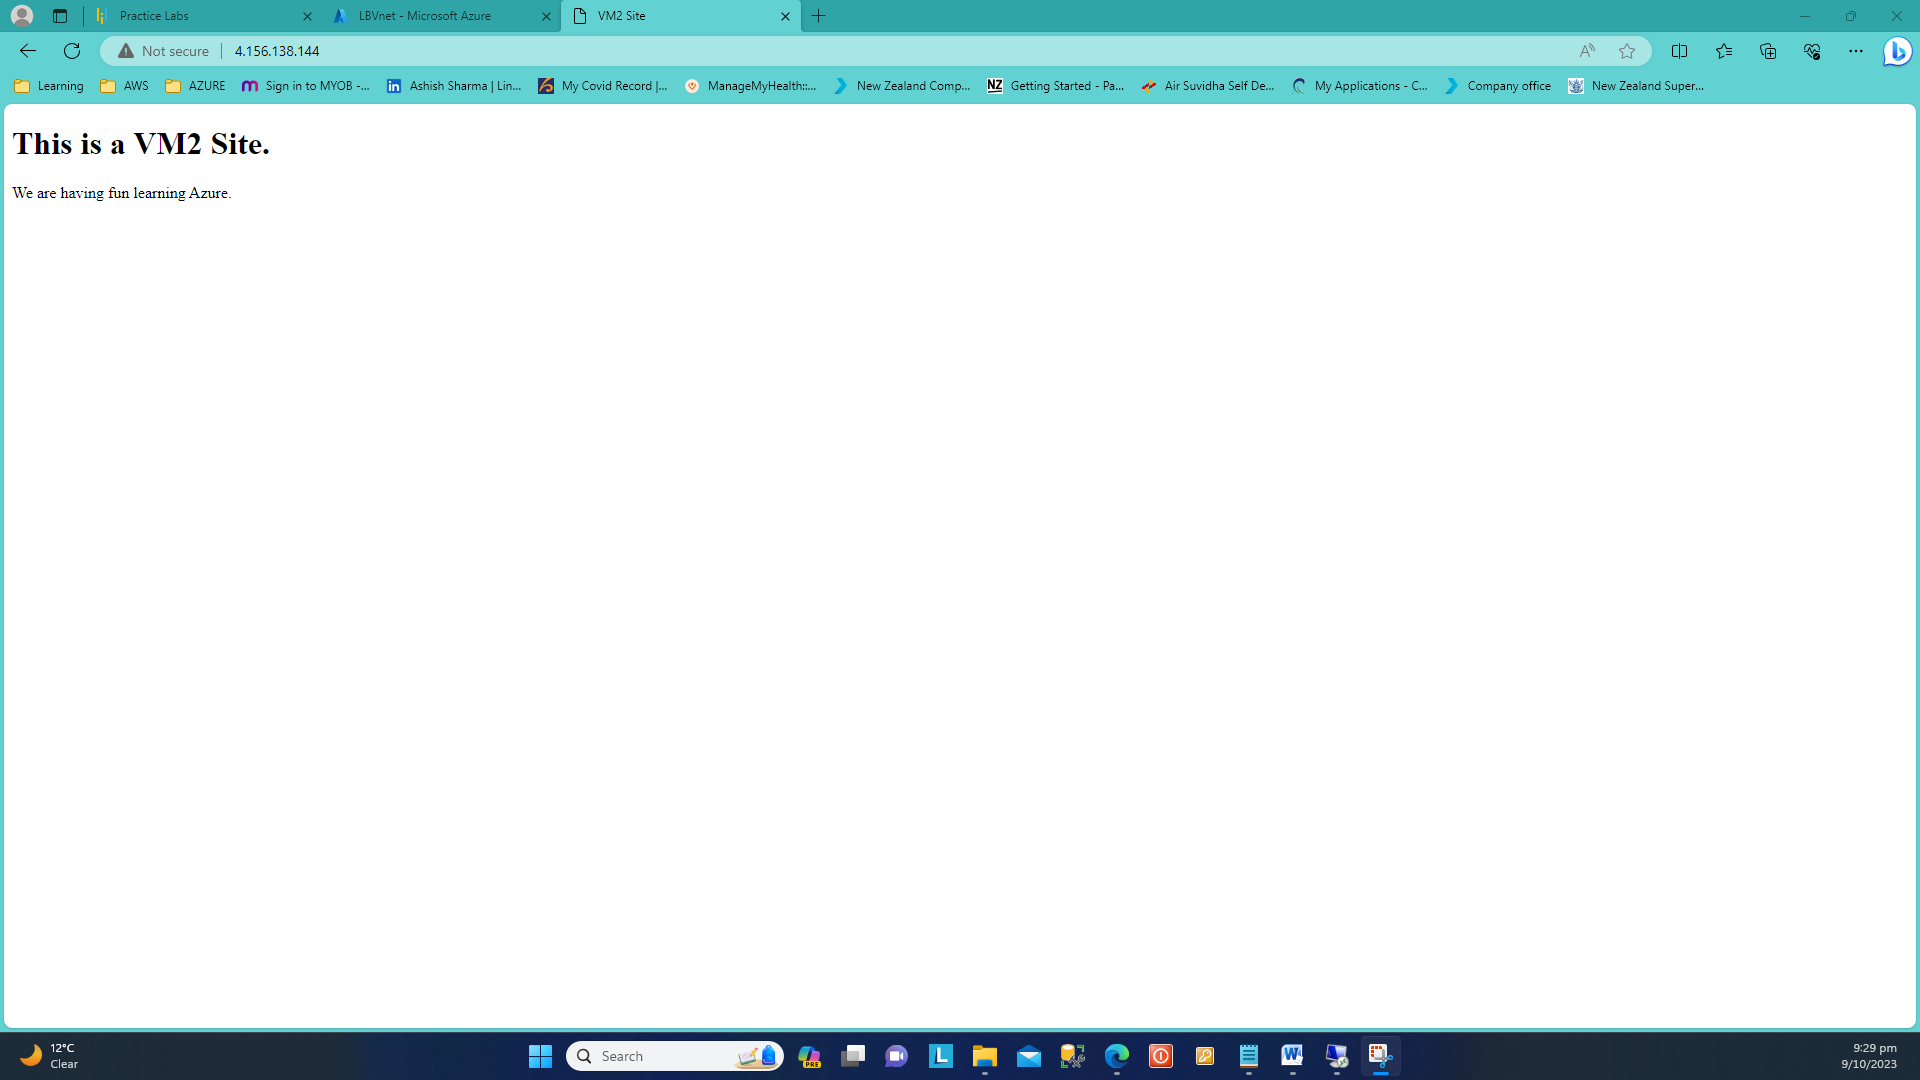 Practice Labs
LBVnet - Microsoft Azure
VM2 Site
Not secure
4.156.138.144
Learning
AWS
AZURE
Sign in to MYOB -...
Ashish Sharma | Lin...
My Covid Record |...
ManageMyHealth::...
New Zealand Comp...
NZ
Getting Started - Pa...
Air Suvidha Self De...
My Applications - C...
Company office
New Zealand Super...
This is a VM2 Site.
We are having fun learning Azure.
12°C
Clear
Search
PRE
L
W
9:29 pm
9/10/2023